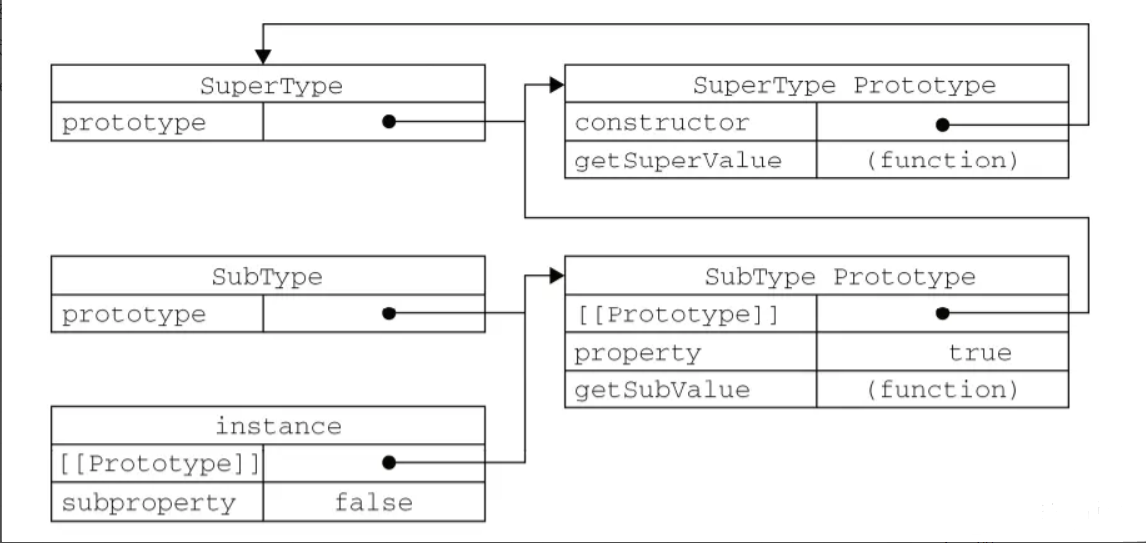 SuperType
prototype
SuperType Prototype
constructor
getSuperValue (function)
SubType
prototype
SubType Prototype
[[Prototype]]
property true
getSubValue (function)
instance
[[Prototype]]
subproperty false